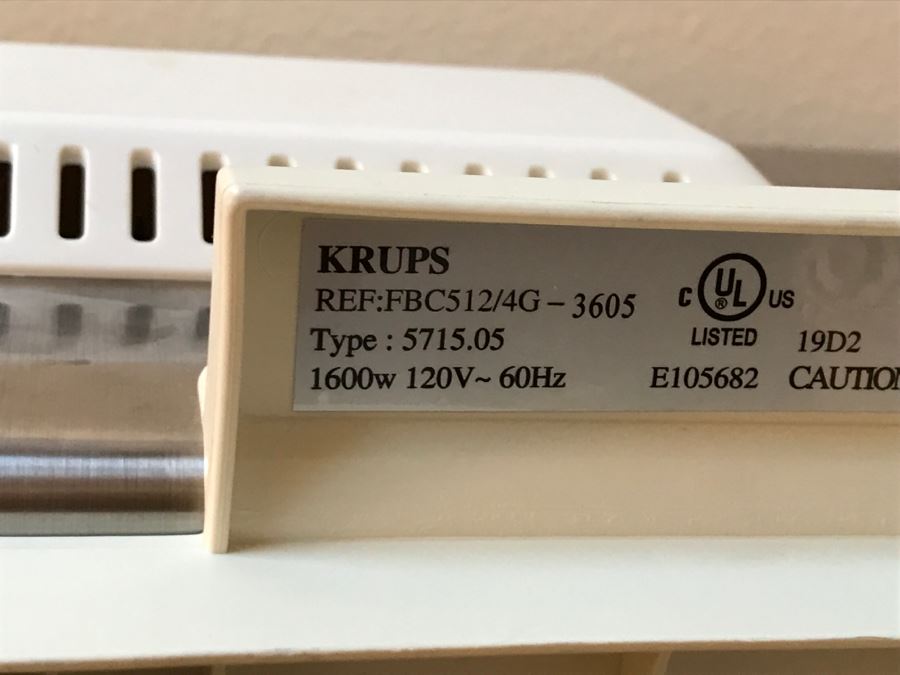 KRUPS
REF:FBC512/4G – 3605
Type : 5715.05
1600w 120V~ 60Hz
C UL® US
LISTED 19D2
E105682 CAUTION